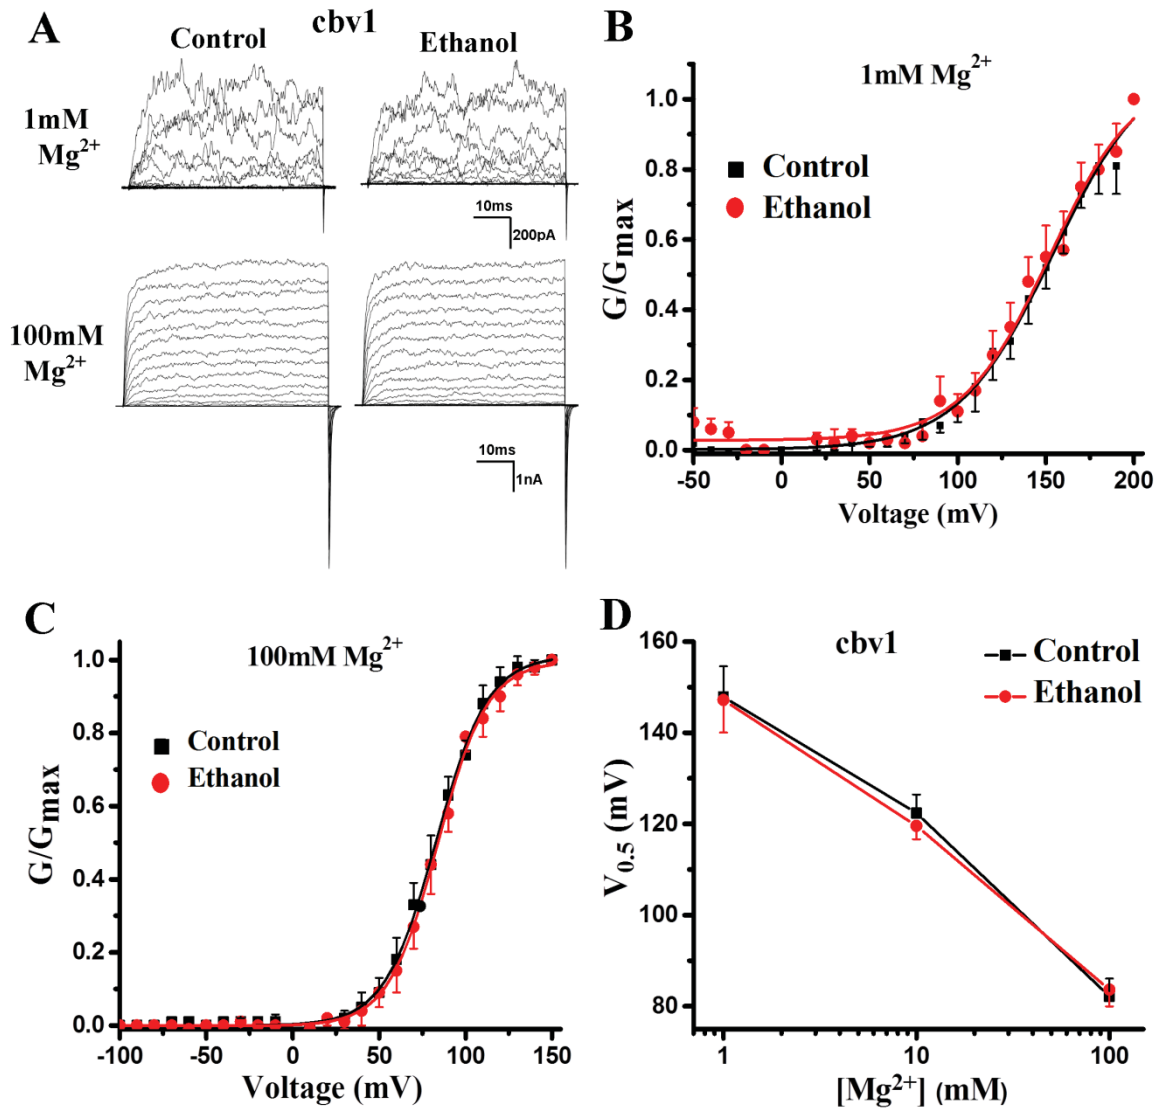 A
cbv1
Control
Ethanol
1mM
Mg²⁺
10ms
200pA
100mM
Mg²⁺
10ms
1nA
B
1mM Mg²⁺
Control
Ethanol
G/Gmax
1.0
0.8
0.6
0.4
0.2
0.0
-50
0
50
100
150
200
Voltage (mV)
C
100mM Mg²⁺
Control
Ethanol
G/Gmax
1.0
0.8
0.6
0.4
0.2
0.0
-100
-50
0
50
100
150
Voltage (mV)
D
cbv1
Control
Ethanol
V0.5 (mV)
160
140
120
100
80
1
10
100
[Mg²⁺] (mM)